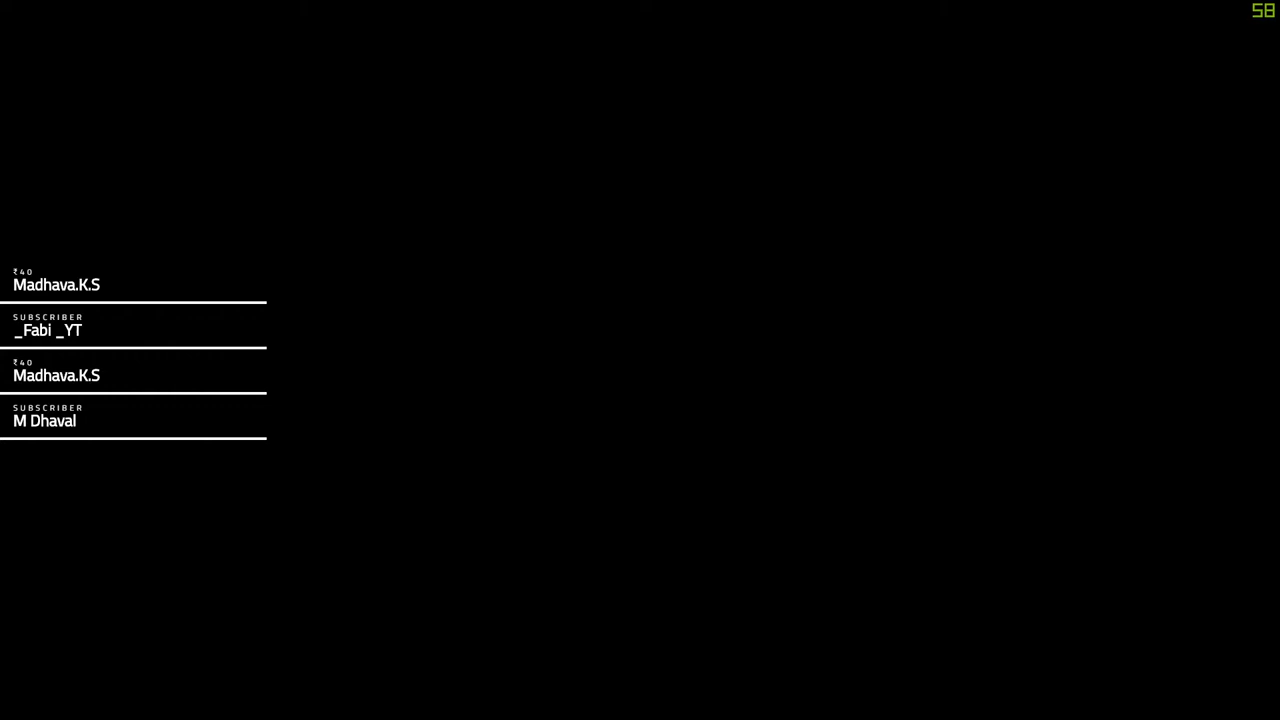 58
₹40
Madhava.K.S
SUBSCRIBER
_Fabi _YT
₹40
Madhava.K.S
SUBSCRIBER
M Dhaval